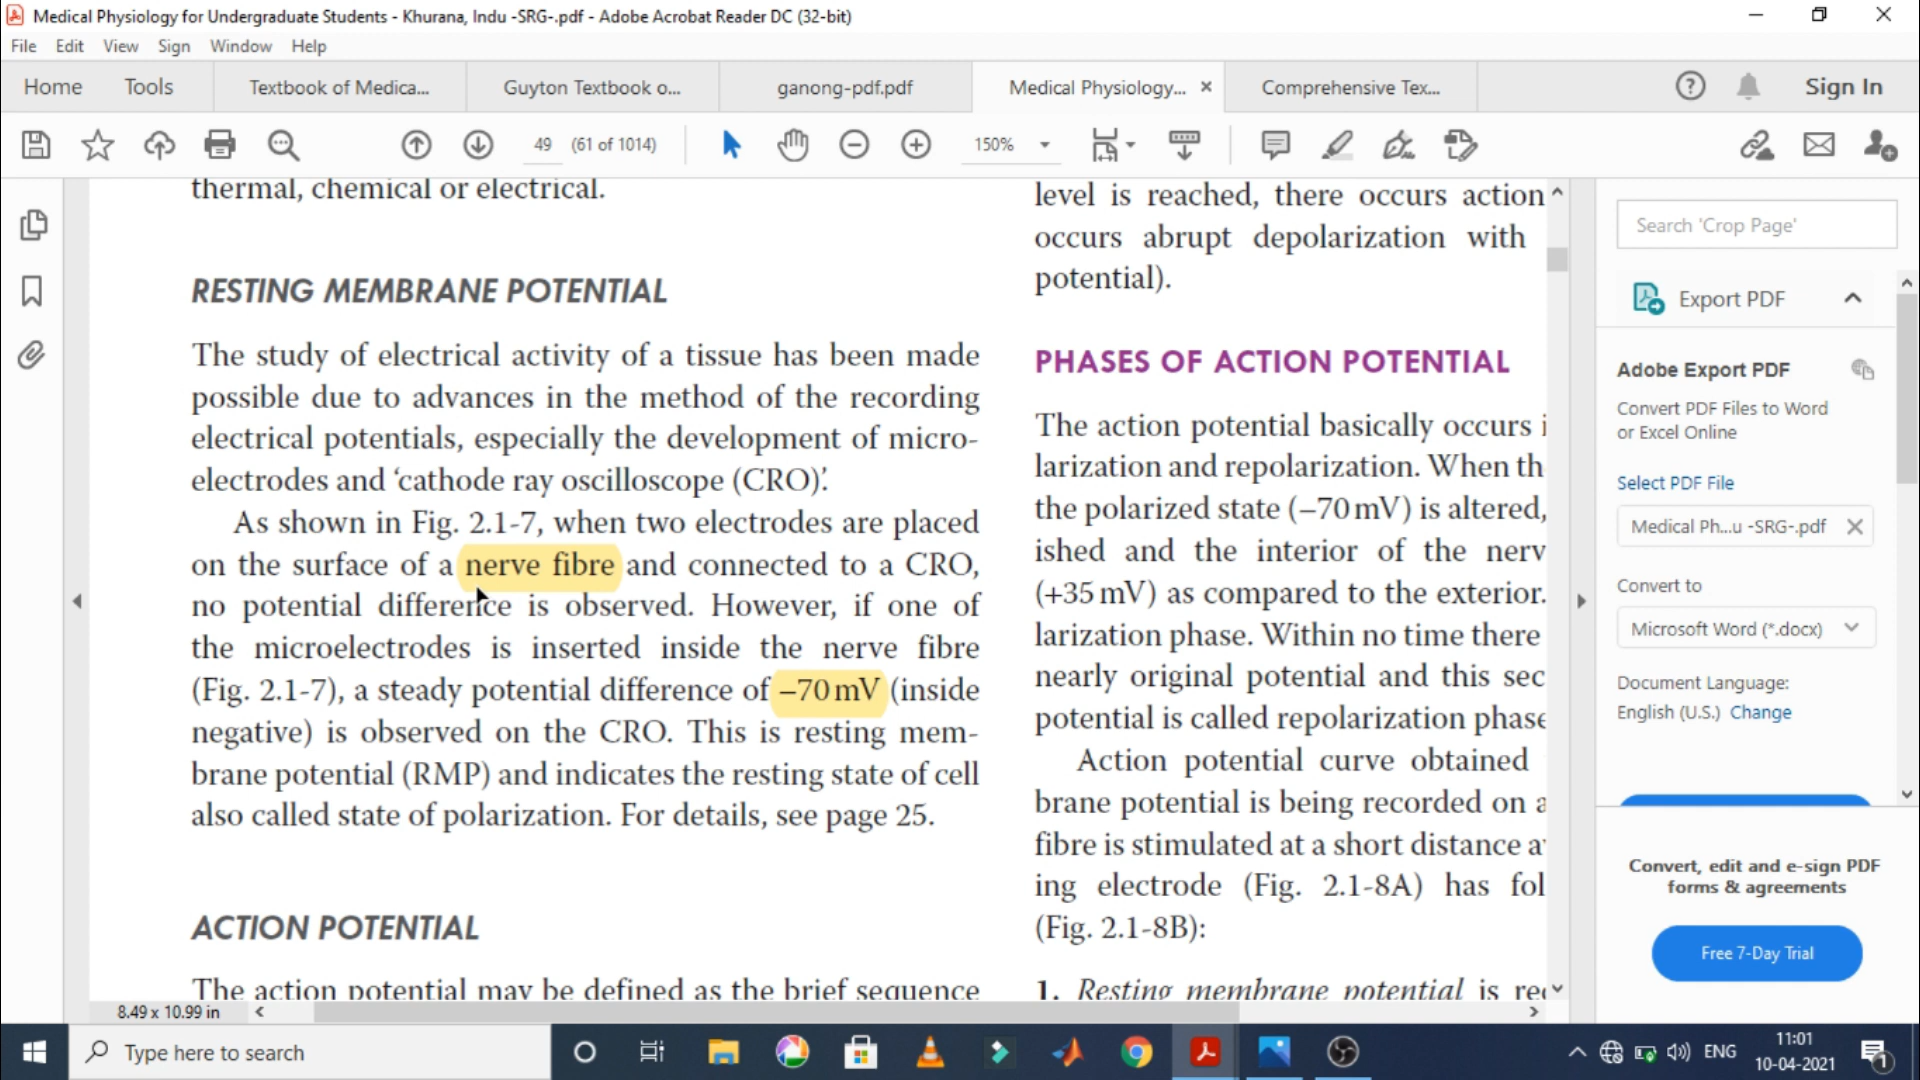 Medical Physiology for Undergraduate Students - Khurana, Indu -SRG-.pdf - Adobe Acrobat Reader DC (32-bit)
File Edit View Sign Window Help
Home Tools Textbook of Medica... Guyton Textbook o... ganong-pdf.pdf Medical Physiology... Comprehensive Tex... Sign In
49 (61 of 1014) 150%
thermal, chemical or electrical.
RESTING MEMBRANE POTENTIAL
The study of electrical activity of a tissue has been made
possible due to advances in the method of the recording
electrical potentials, especially the development of micro-
electrodes and ‘cathode ray oscilloscope (CRO)’.
As shown in Fig. 2.1-7, when two electrodes are placed
on the surface of a nerve fibre and connected to a CRO,
no potential difference is observed. However, if one of
the microelectrodes is inserted inside the nerve fibre
(Fig. 2.1-7), a steady potential difference of –70 mV (inside
negative) is observed on the CRO. This is resting mem-
brane potential (RMP) and indicates the resting state of cell
also called state of polarization. For details, see page 25.
ACTION POTENTIAL
The action potential may be defined as the brief sequence
level is reached, there occurs action
occurs abrupt depolarization with
potential).
PHASES OF ACTION POTENTIAL
The action potential basically occurs i
larization and repolarization. When th
the polarized state (–70 mV) is altered,
ished and the interior of the nerv
(+35 mV) as compared to the exterior.
larization phase. Within no time there
nearly original potential and this sec
potential is called repolarization phase
Action potential curve obtained
brane potential is being recorded on a
fibre is stimulated at a short distance a
ing electrode (Fig. 2.1-8A) has fol
(Fig. 2.1-8B):
1. Resting membrane potential is re
8.49 x 10.99 in
Search 'Crop Page'
Export PDF
Adobe Export PDF
Convert PDF Files to Word
or Excel Online
Select PDF File
Medical Ph...u -SRG-.pdf
Convert to
Microsoft Word (*.docx)
Document Language:
English (U.S.) Change
Convert, edit and e-sign PDF
forms & agreements
Free 7-Day Trial
Type here to search
ENG
11:01
10-04-2021
1